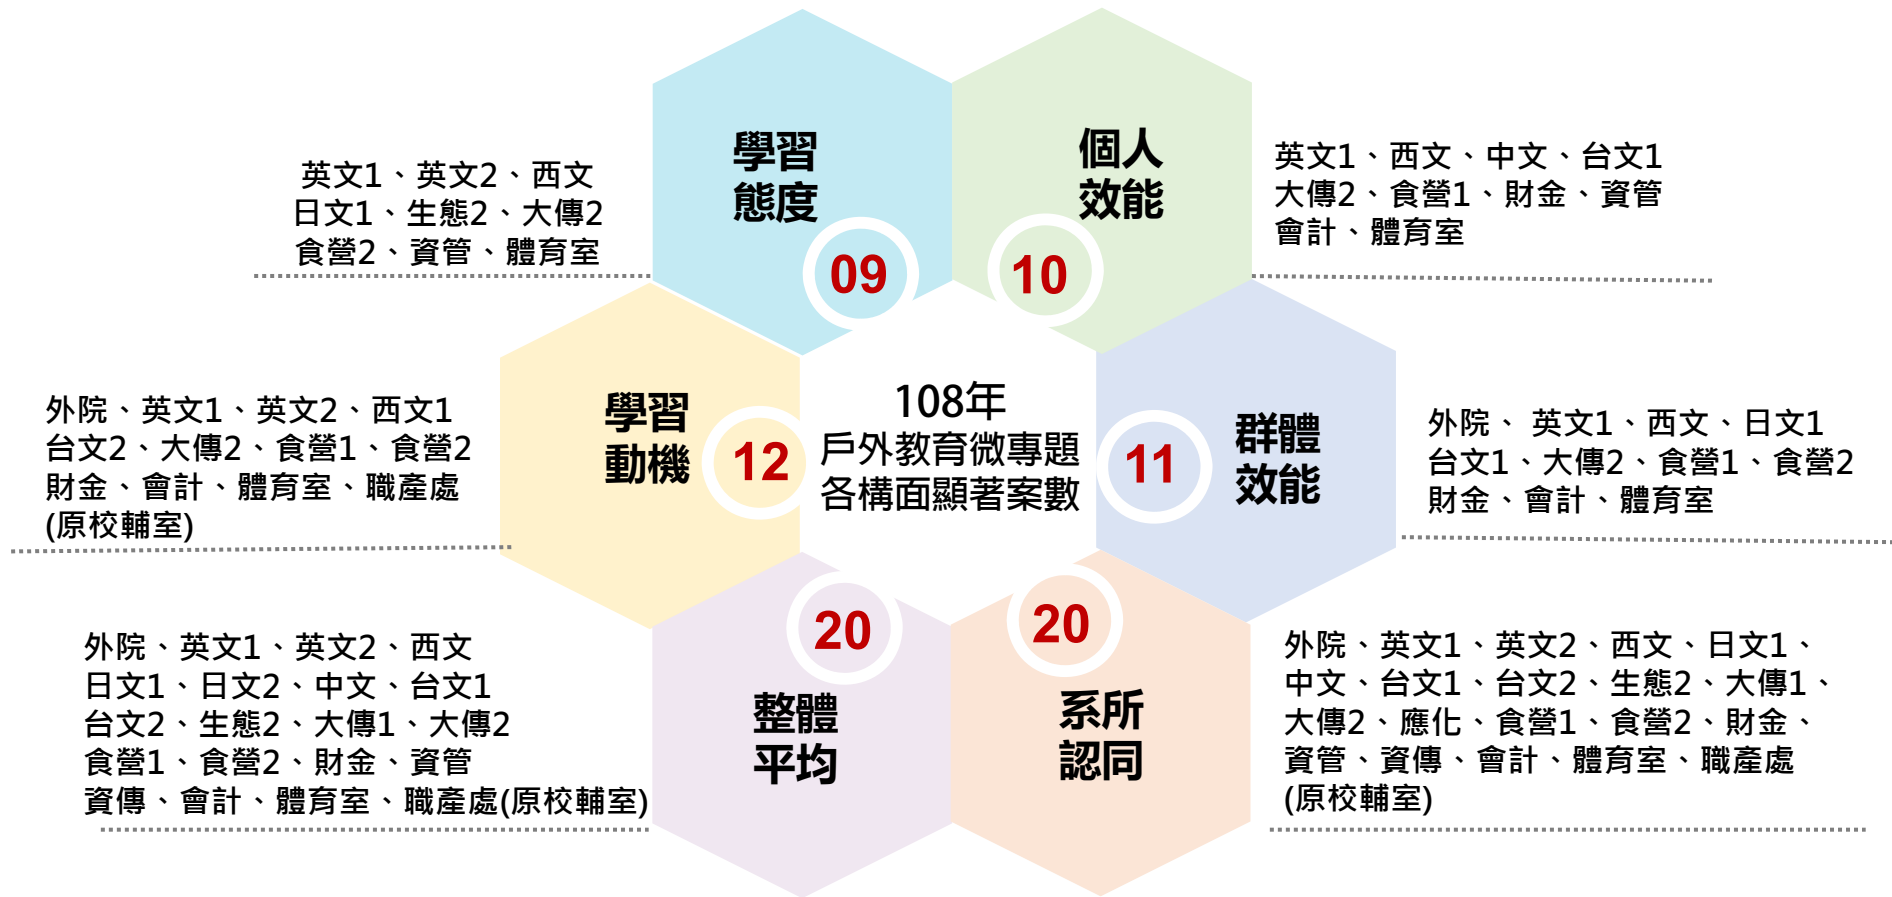 學習
態度
09
英文1、英文2、西文
日文1、生態2、大傳2
食營2、資管、體育室
個人
效能
10
英文1、西文、中文、台文1
大傳2、食營1、財金、資管
會計、體育室
學習
動機
12
外院、英文1、英文2、西文1
台文2、大傳2、食營1、食營2
財金、會計、體育室、職產處
(原校輔室)
108年
戶外教育微專題
各構面顯著案數
群體
效能
11
外院、 英文1、西文、日文1
台文1、大傳2、食營1、食營2
財金、會計、體育室
整體
平均
20
外院、英文1、英文2、西文
日文1、日文2、中文、台文1
台文2、生態2、大傳1、大傳2
食營1、食營2、財金、資管
資傳、會計、體育室、職產處(原校輔室)
系所
認同
20
外院、英文1、英文2、西文、日文1、
中文、台文1、台文2、生態2、大傳1、
大傳2、應化、食營1、食營2、財金、
資管、資傳、會計、體育室、職產處
(原校輔室)